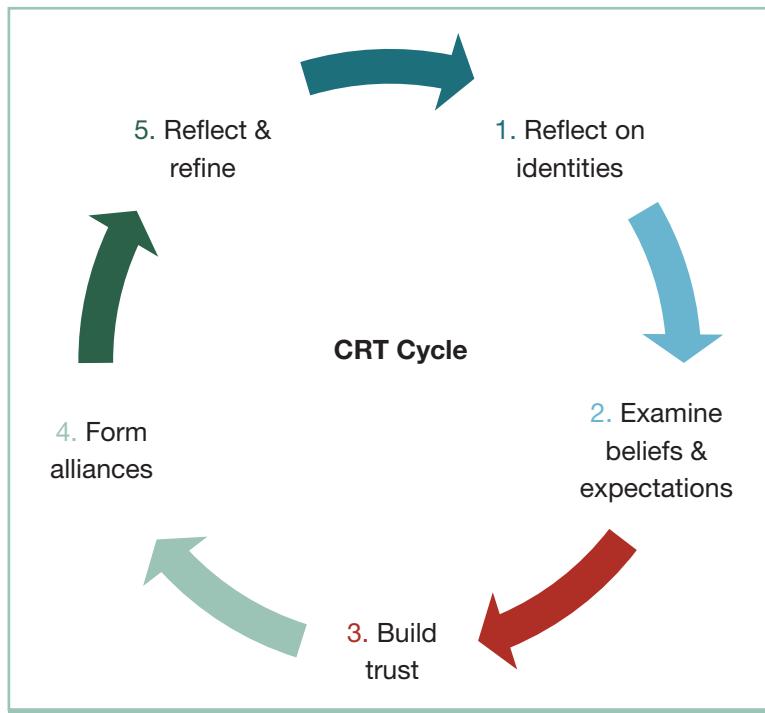 5. Reflect &
refine
1. Reflect on
identities
CRT Cycle
2. Examine
beliefs &
expectations
4. Form
alliances
3. Build
trust